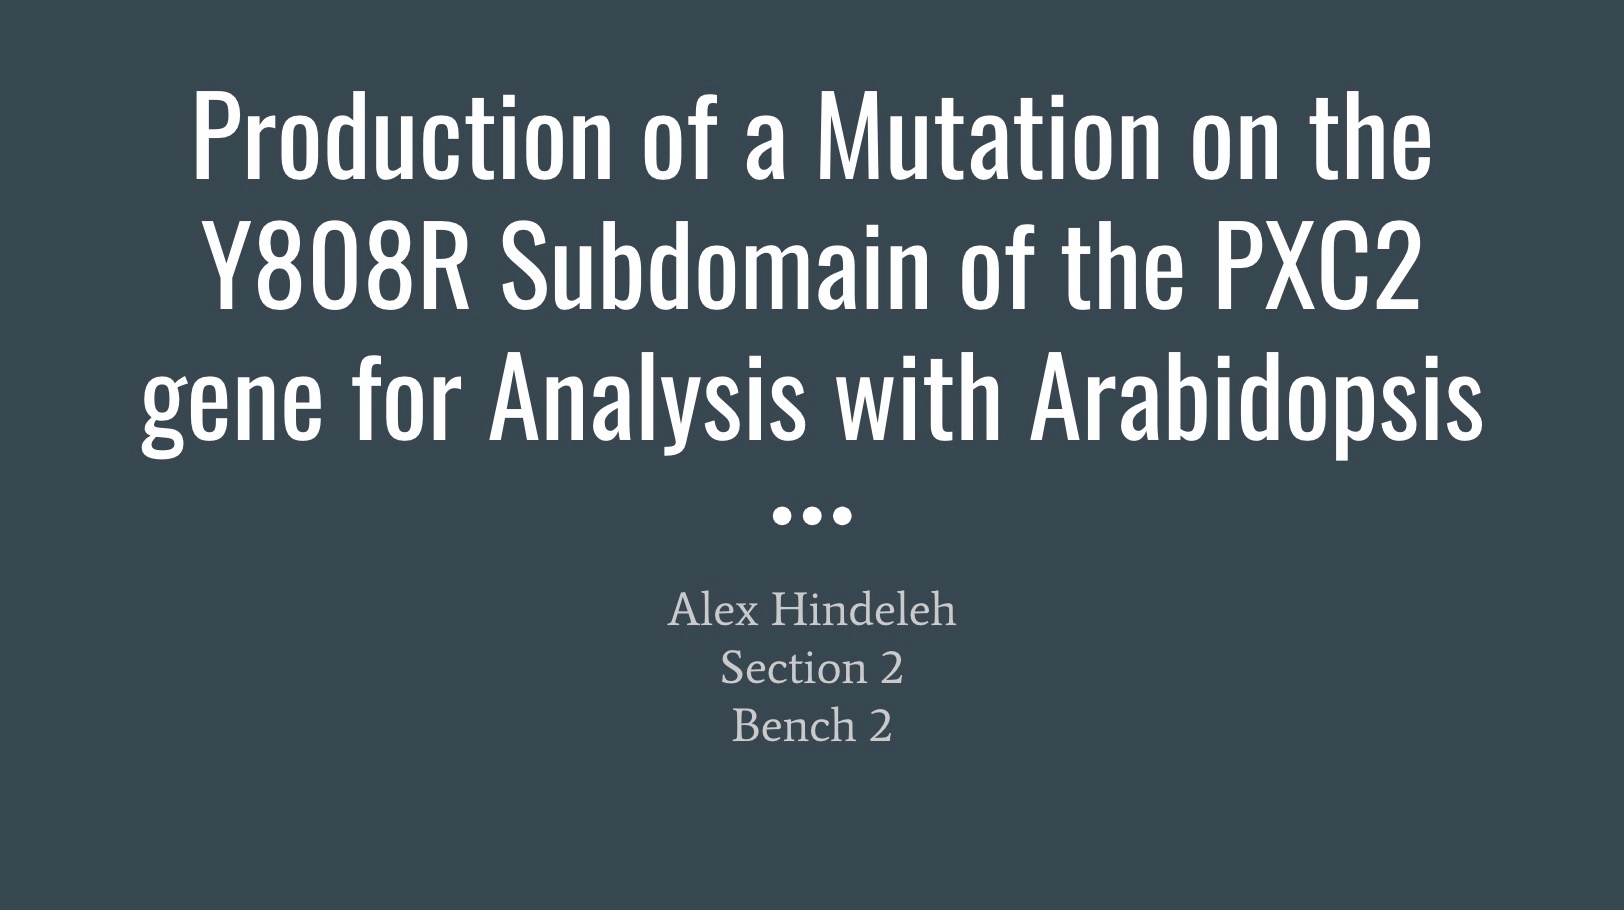 Production of a Mutation on the
Y808R Subdomain of the PXC2
gene for Analysis with Arabidopsis
Alex Hindeleh
Section 2
Bench 2